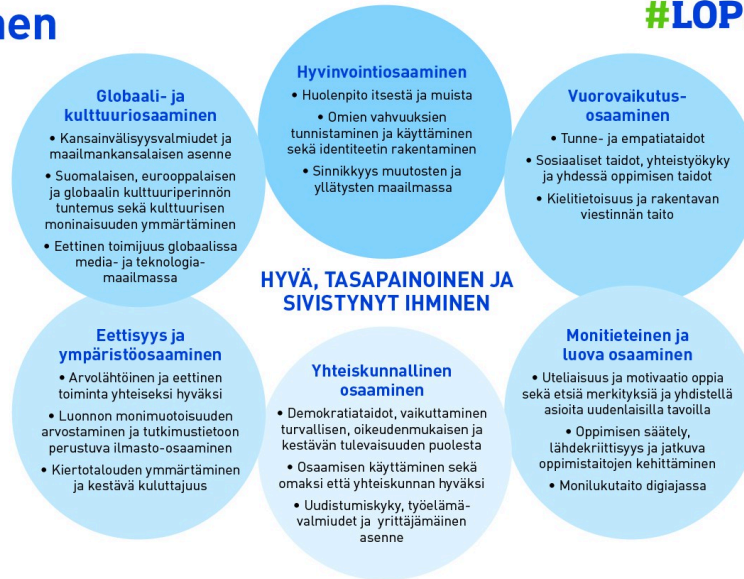 nen
#LOP
Hyvinvointiosaaminen
• Huolenpito itsestä ja muista
• Omien vahvuuksien
tunnistaminen ja käyttäminen
sekä identiteetin rakentaminen
• Sinnikkyys muutosten ja
yllätysten maailmassa
Globaali- ja
kulttuuriosaaminen
• Kansainvälisyysvalmiudet ja
maailmankansalaisen asenne
• Suomalaisen, eurooppalaisen
ja globaalin kulttuuriperinnön
tuntemus sekä kulttuurisen
moninaisuuden ymmärtäminen
• Eettinen toimijuus globaalissa
media- ja teknologia-
maailmassa
Vuorovaikutus-
osaaminen
• Tunne- ja empatiataidot
• Sosiaaliset taidot, yhteistyökyky
ja yhdessä oppimisen taidot
• Kielitietoisuus ja rakentavan
viestinnän taito
HYVÄ, TASAPAINOINEN JA
SIVISTYNYT IHMINEN
Eettisyys ja
ympäristöosaaminen
• Arvolähtöinen ja eettinen
toiminta yhteiseksi hyväksi
• Luonnon monimuotoisuuden
arvostaminen ja tutkimustietoon
perustuva ilmasto-osaaminen
• Kiertotalouden ymmärtäminen
ja kestävä kuluttajuus
Yhteiskunnallinen
osaaminen
• Demokratiataidot, vaikuttaminen
turvallisen, oikeudenmukaisen ja
kestävän tulevaisuuden puolesta
• Osaamisen käyttäminen sekä
omaksi että yhteiskunnan hyväksi
• Uudistumiskyky, työelämä-
valmiudet ja yrittäjämäinen
asenne
Monitieteinen ja
luova osaaminen
• Uteliaisuus ja motivaatio oppia
sekä etsiä merkityksiä ja yhdistellä
asioita uudenlaisilla tavoilla
• Oppimisen säätely,
lähdekriittisyys ja jatkuva
oppimistaitojen kehittäminen
• Monilukutaito digiajassa